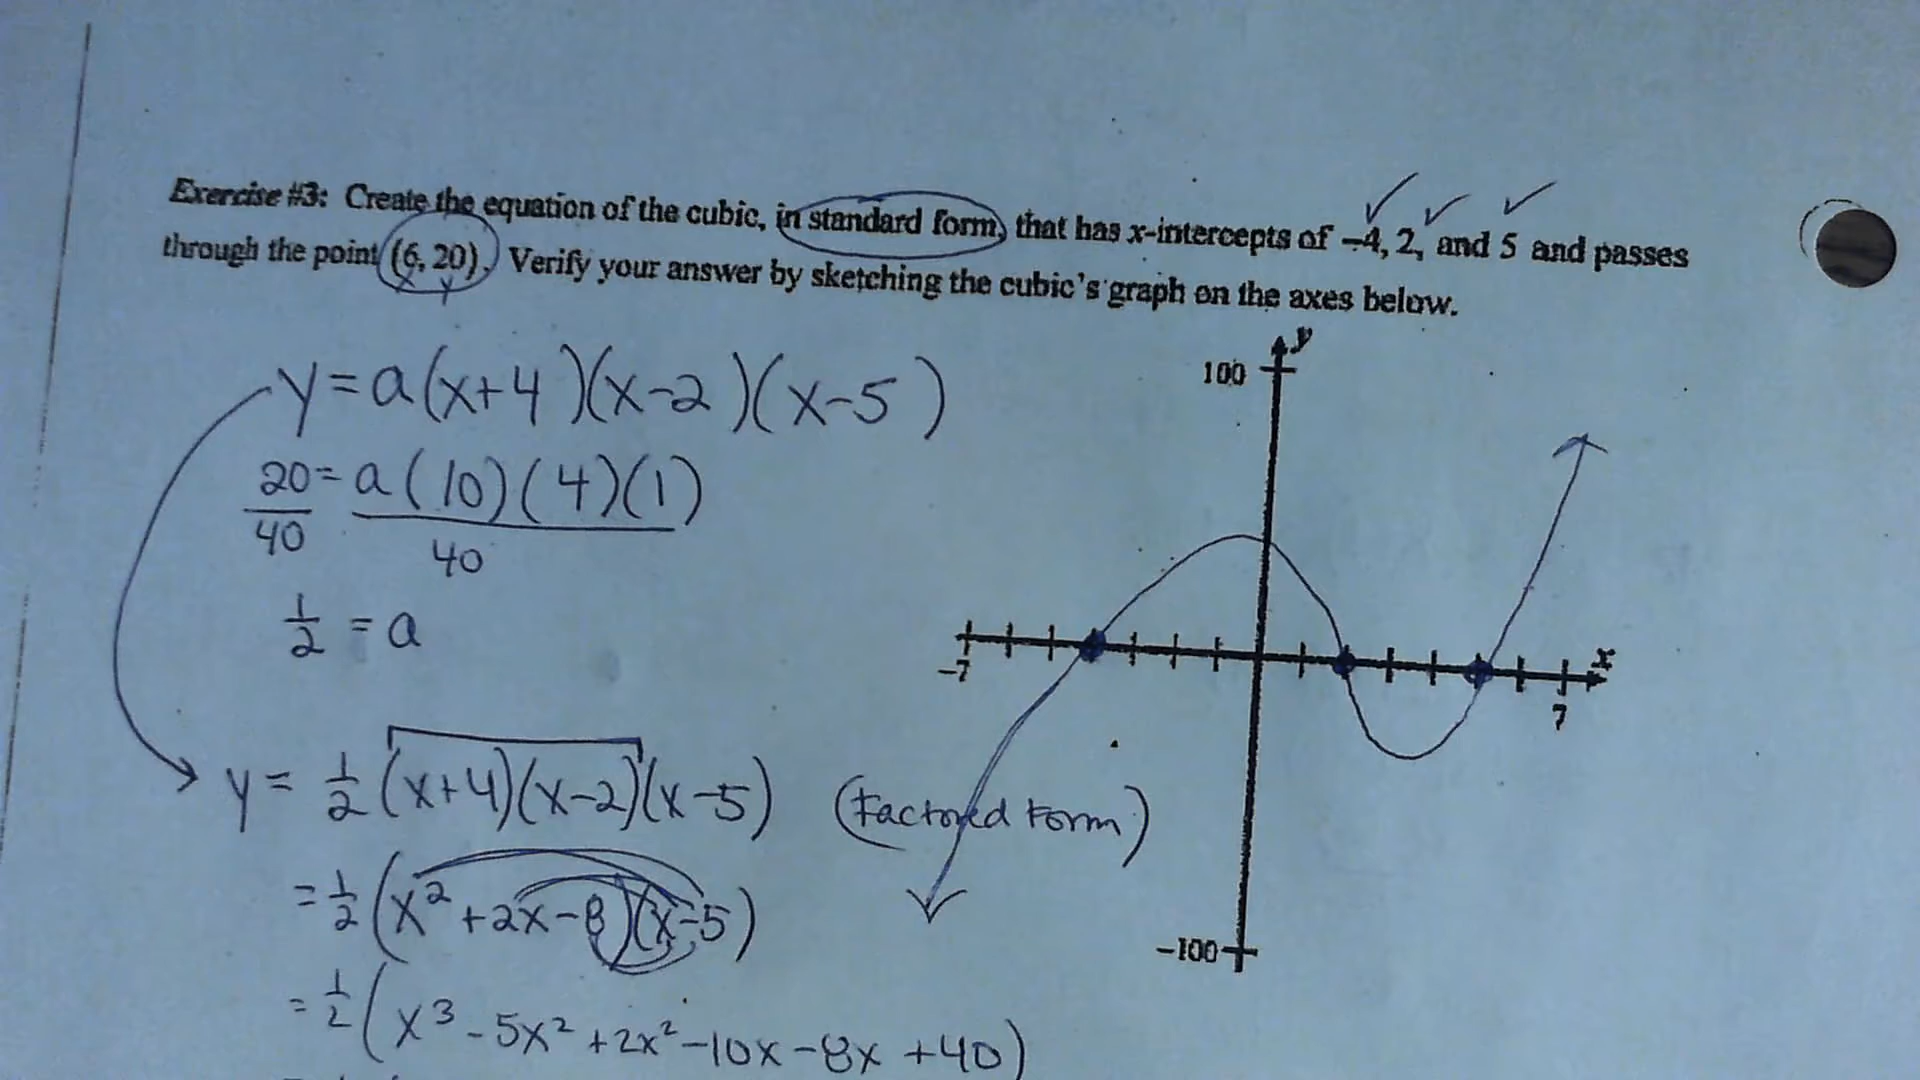 Exercise #3: Create the equation of the cubic, in standard form, that has x-intercepts of −4, 2, and 5 and passes
through the point (6, 20). Verify your answer by sketching the cubic's graph on the axes below.
x y
y = a(x+4)(x-2)(x-5)
20 = a(10)(4)(1)
40 40
1/2 = a
y = 1/2 (x+4)(x-2)(x-5) (Factored Form)
= 1/2 (x² + 2x - 8)(x-5)
= 1/2 (x³ - 5x² + 2x² - 10x - 8x + 40)
y
100
-7
x
7
-100